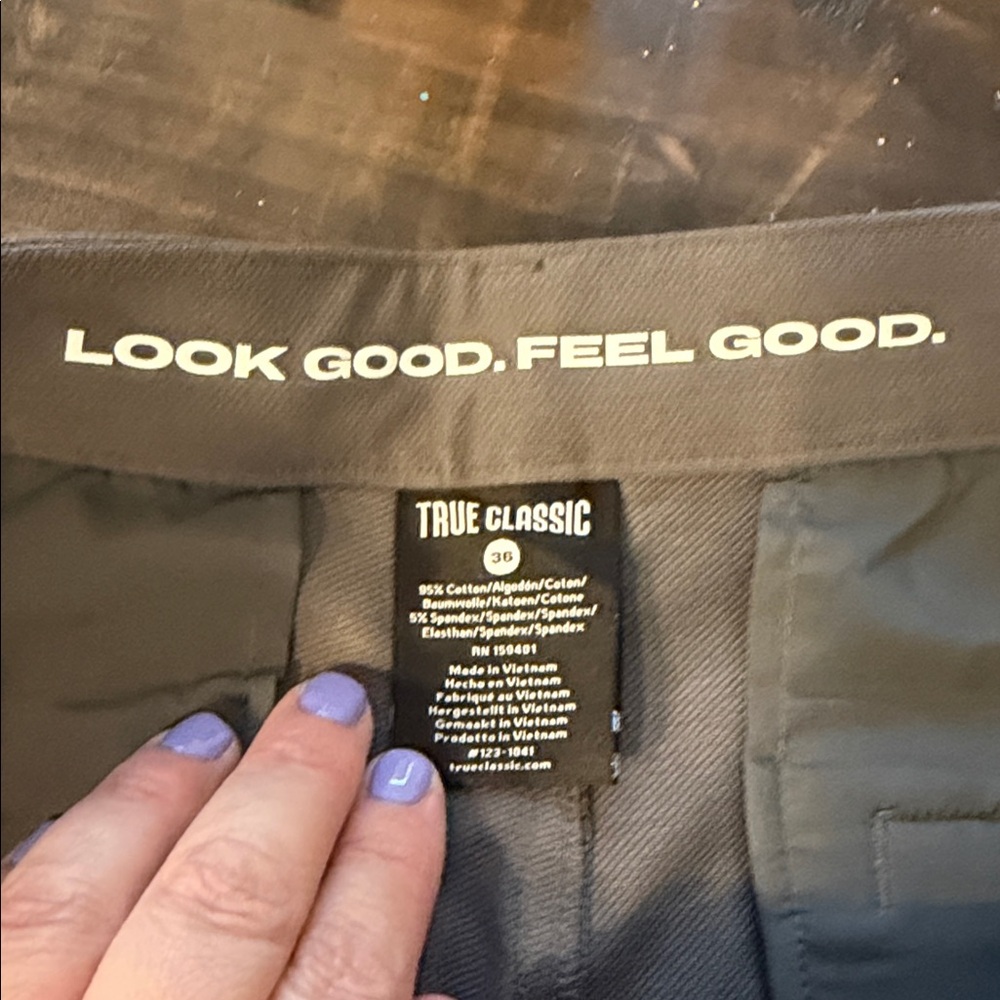 LOOK GOOD. FEEL GOOD.
TRUE CLASSIC
36
95% Cotton/Algodón/Coton/
Baumwolle/Katoen/Cotone
5% Spandex/Spandex/Spandex/
Elasthan/Spandex/Spandex
RN 159401
Made in Vietnam
Hecho en Vietnam
Fabriqué au Vietnam
Hergestellt in Vietnam
Gemaakt in Vietnam
Prodotto in Vietnam
#123-1041
trueclassic.com